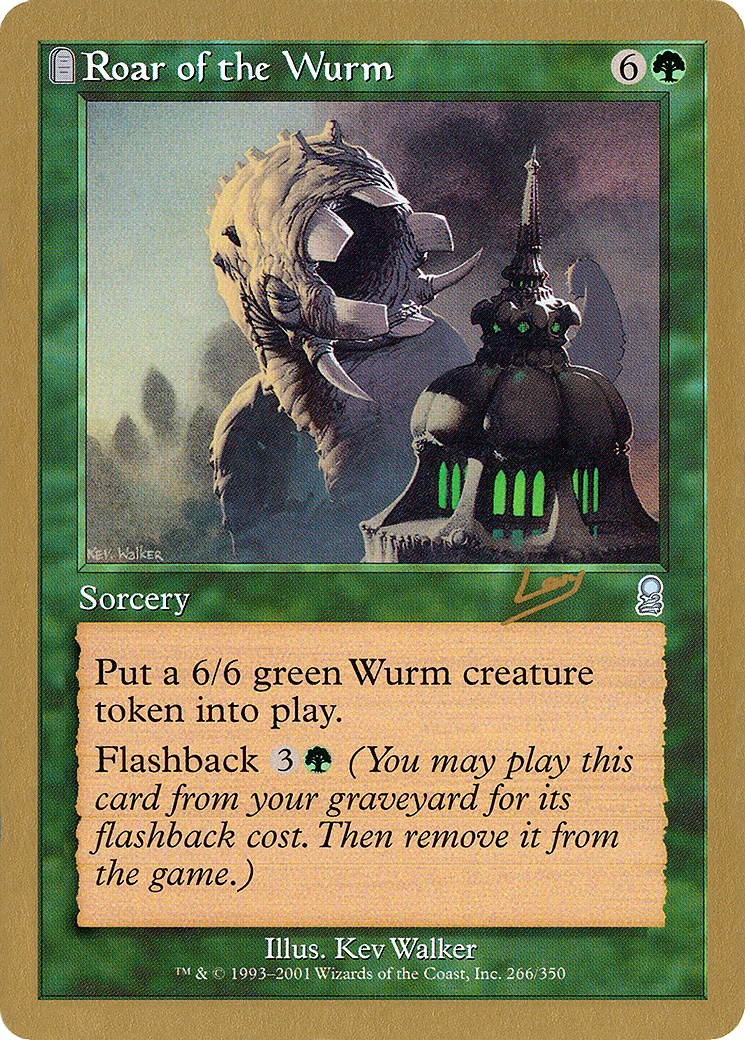 Roar of the Wurm 6
KEV. WALKER
Levy
Sorcery
Put a 6/6 green Wurm creature
token into play.
Flashback 3 (You may play this
card from your graveyard for its
flashback cost. Then remove it from
the game.)
Illus. Kev Walker
™ & © 1993–2001 Wizards of the Coast, Inc. 266/350